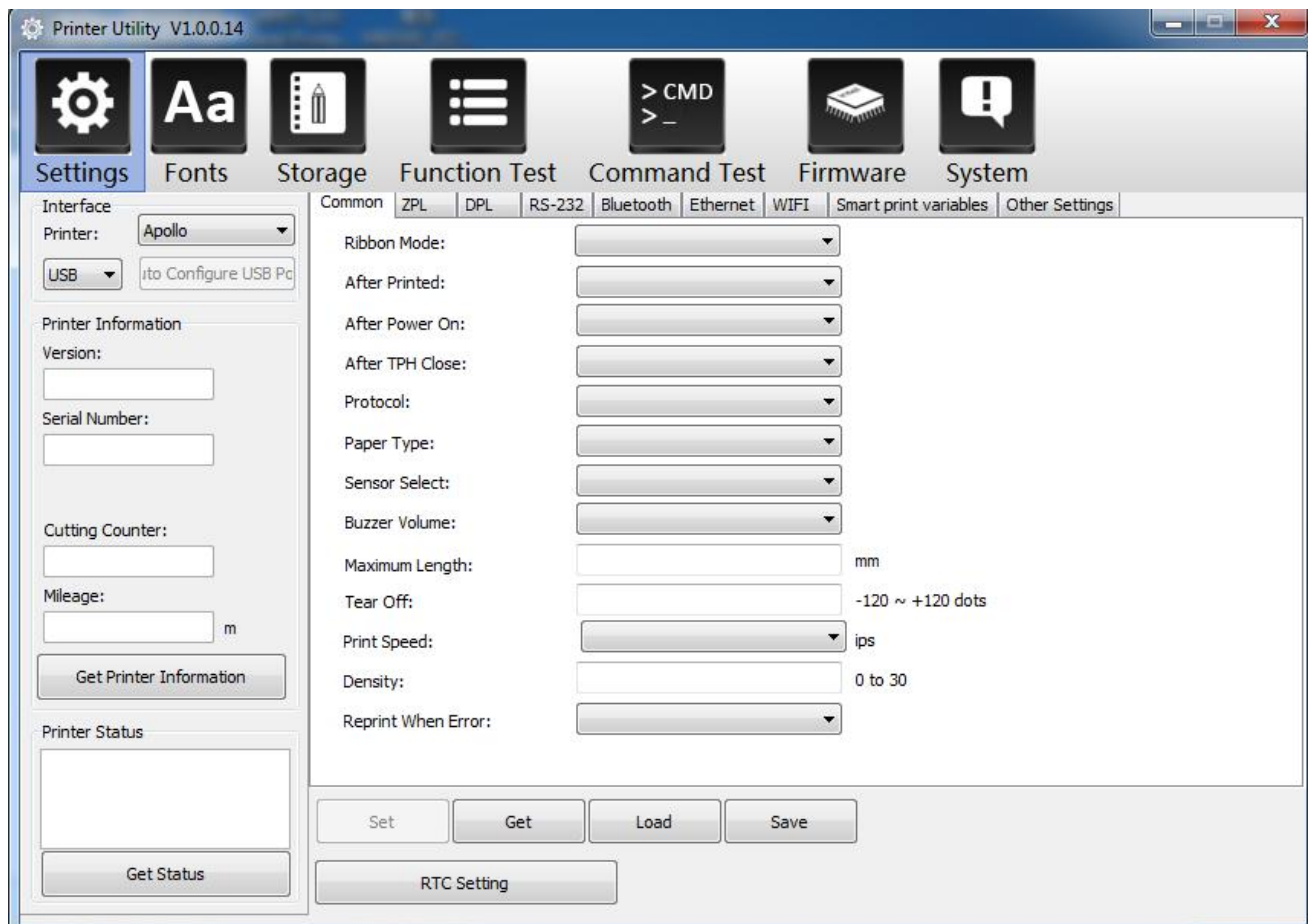 Printer Utility V1.0.0.14
Aa
> CMD
> _
Settings Fonts Storage Function Test Command Test Firmware System
Interface
Printer: Apollo
USB ito Configure USB Po
Printer Information
Version:
Serial Number:
Cutting Counter:
Mileage:
m
Get Printer Information
Printer Status
Get Status
Common ZPL DPL RS-232 Bluetooth Ethernet WIFI Smart print variables Other Settings
Ribbon Mode:
After Printed:
After Power On:
After TPH Close:
Protocol:
Paper Type:
Sensor Select:
Buzzer Volume:
Maximum Length: mm
Tear Off: -120 ~ +120 dots
Print Speed: ips
Density: 0 to 30
Reprint When Error:
Set Get Load Save
RTC Setting